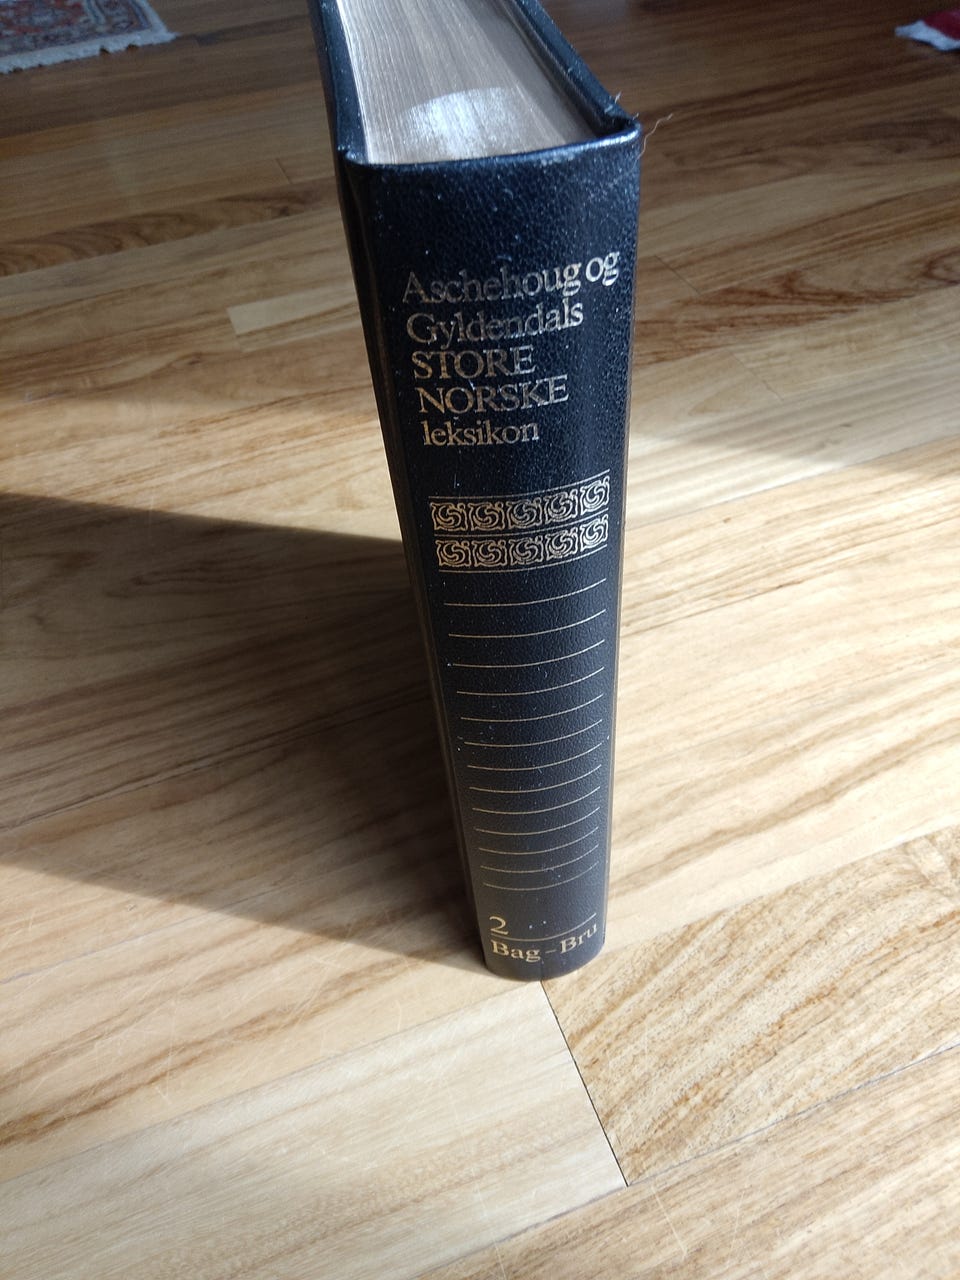 Aschehoug og
Gyldendals
STORE
NORSKE
leksikon
2
Bag - Bru